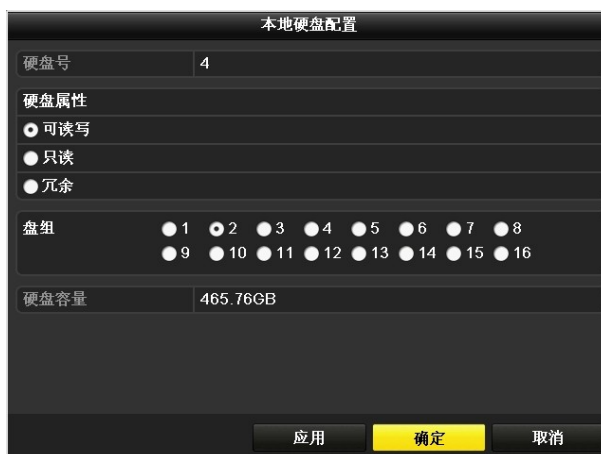 本地硬盘配置
硬盘号 4
硬盘属性
可读写
只读
冗余
盘组 1 2 3 4 5 6 7 8
9 10 11 12 13 14 15 16
硬盘容量 465.76GB
应用 确定 取消